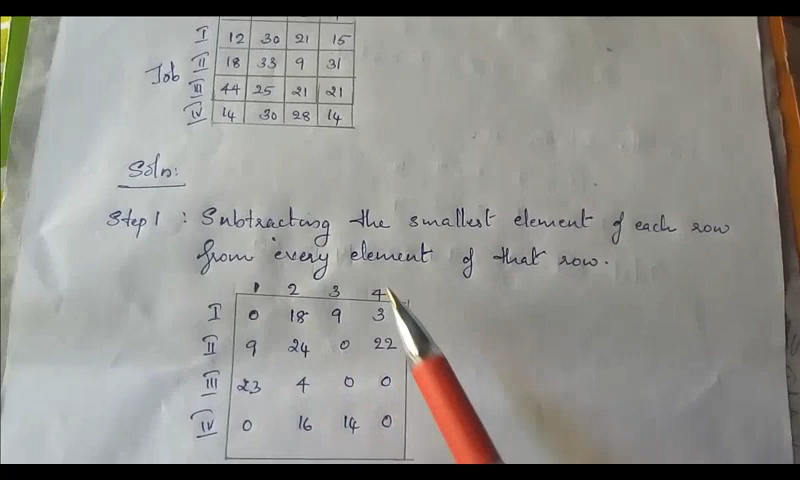 I 12 30 21 15
II 18 33 9 31
Job III 44 25 21 21
IV 14 30 28 14
Soln:
Step 1 : Subtracting the smallest element of each row
from every element of that row.
1 2 3 4
I 0 18 9 3
II 9 24 0 22
III 23 4 0 0
IV 0 16 14 0